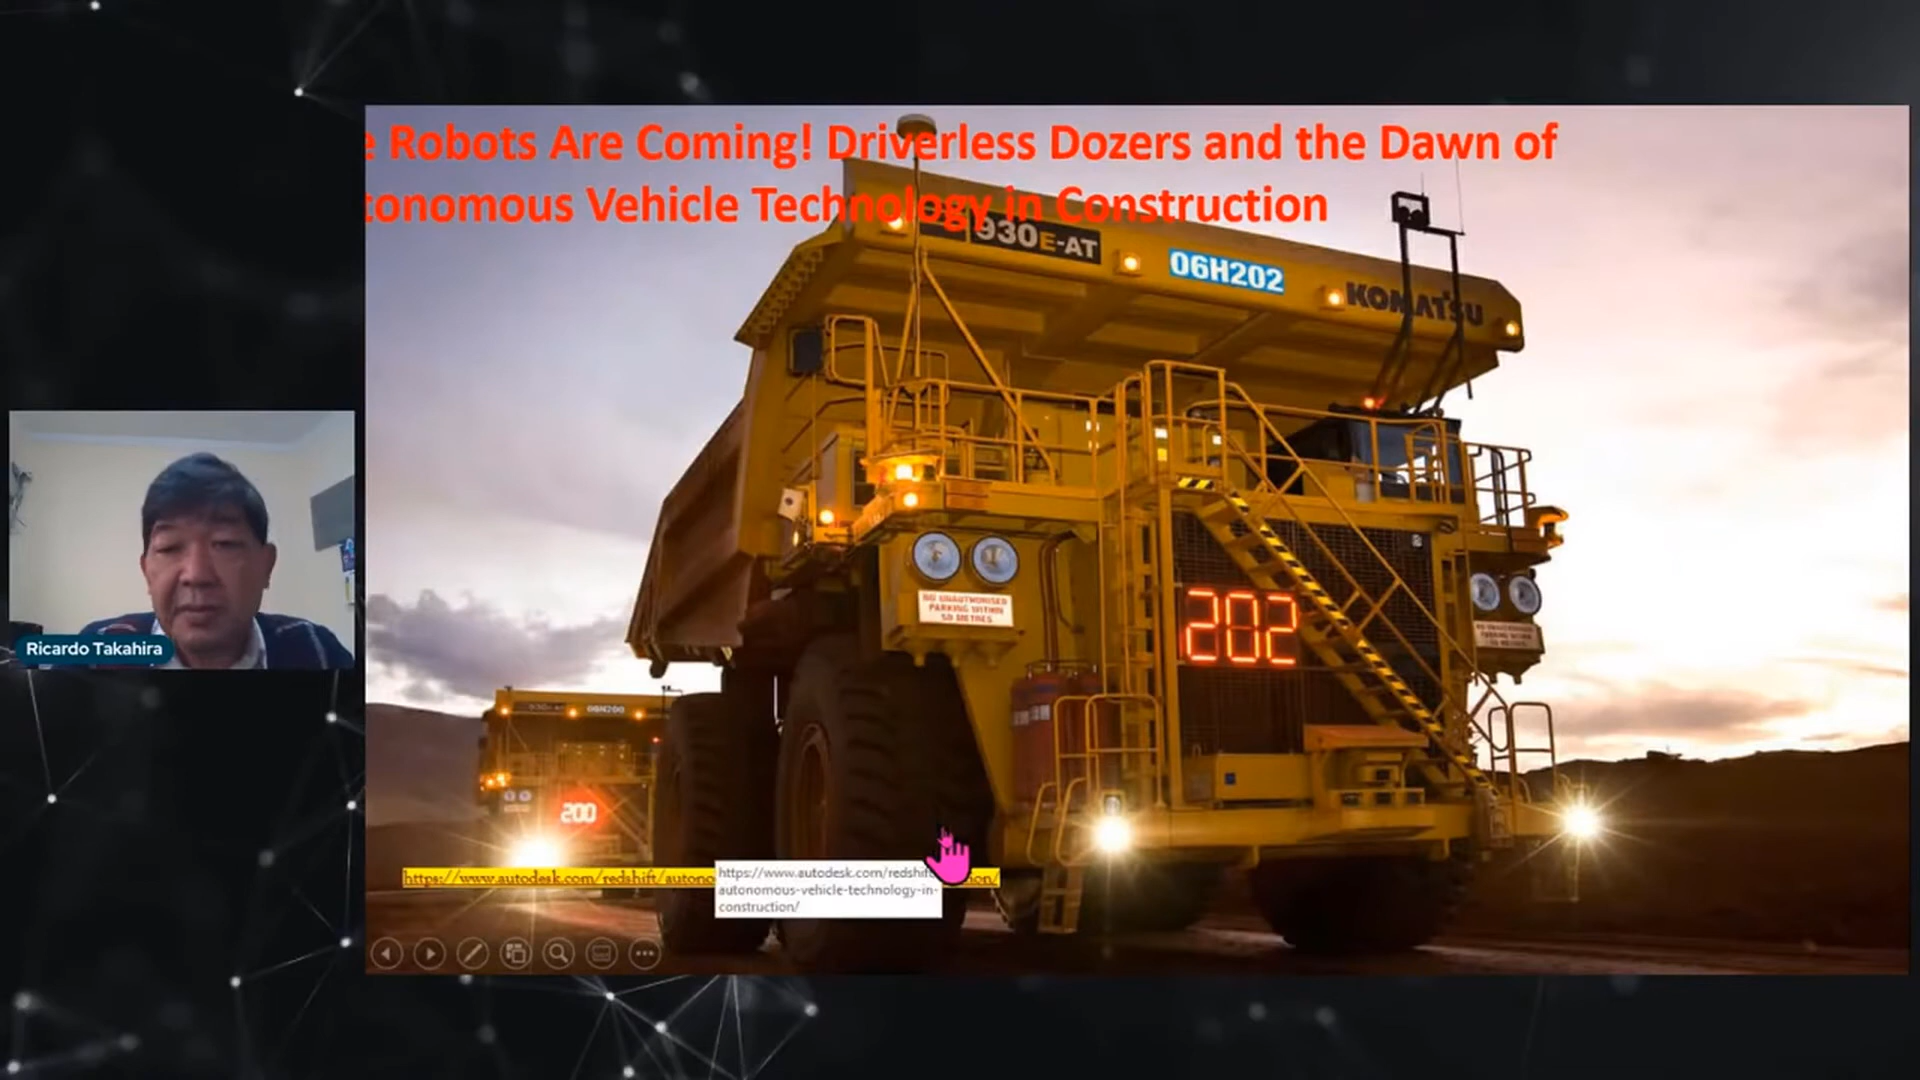 e Robots Are Coming! Driverless Dozers and the Dawn of
tonomous Vehicle Technology in Construction
930E-AT
06H202
KOMATSU
NO UNAUTHORISED
PARKING WITHIN
50 METRES
202
Ricardo Takahira
200
https://www.autodesk.com/redshift/autono
ion/
https://www.autodesk.com/redshift
autonomous-vehicle-technology-in-
construction/